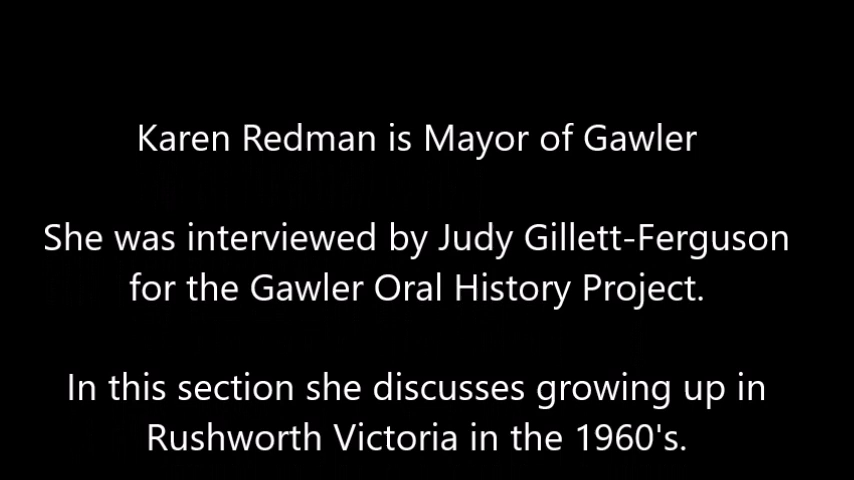 Karen Redman is Mayor of Gawler
She was interviewed by Judy Gillett-Ferguson
for the Gawler Oral History Project.
In this section she discusses growing up in
Rushworth Victoria in the 1960's.